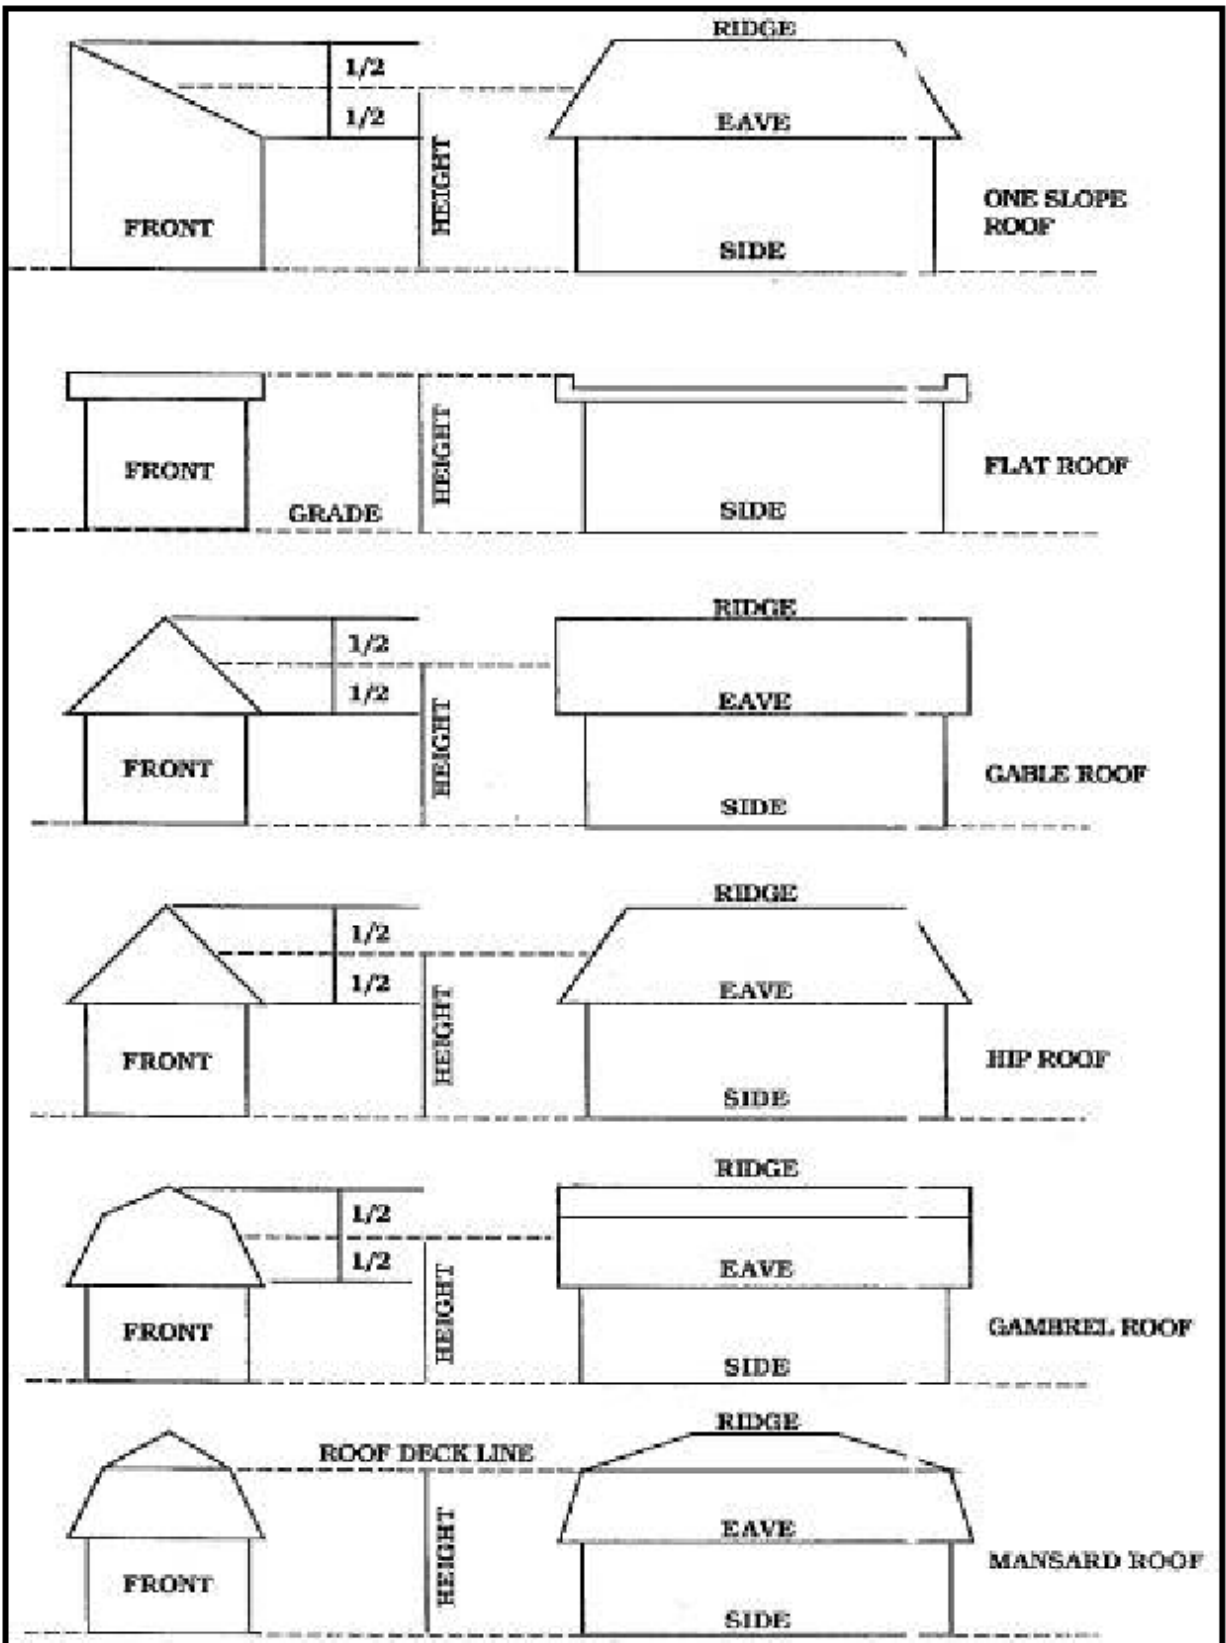 RIDGE
1/2
1/2
EAVE
HEIGHT
ONE SLOPE
ROOF
FRONT
SIDE
HEIGHT
FRONT
FLAT ROOF
GRADE
SIDE
RIDGE
1/2
1/2
EAVE
HEIGHT
FRONT
GABLE ROOF
SIDE
RIDGE
1/2
1/2
EAVE
HEIGHT
FRONT
HIP ROOF
SIDE
RIDGE
1/2
1/2
EAVE
HEIGHT
FRONT
GAMBREL ROOF
SIDE
RIDGE
ROOF DECK LINE
EAVE
HEIGHT
MANSARD ROOF
FRONT
SIDE